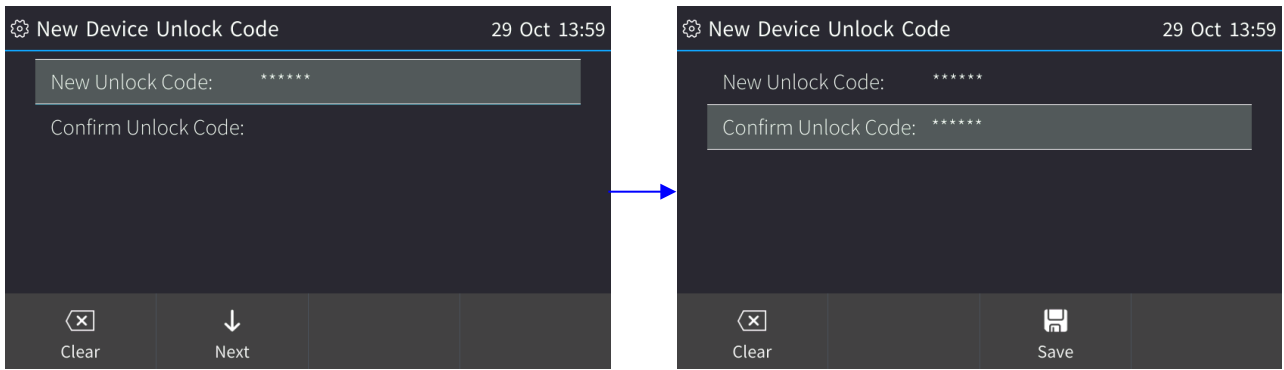 New Device Unlock Code 29 Oct 13:59
New Unlock Code: ******
Confirm Unlock Code:
Clear Next
New Device Unlock Code 29 Oct 13:59
New Unlock Code: ******
Confirm Unlock Code: ******
Clear Save